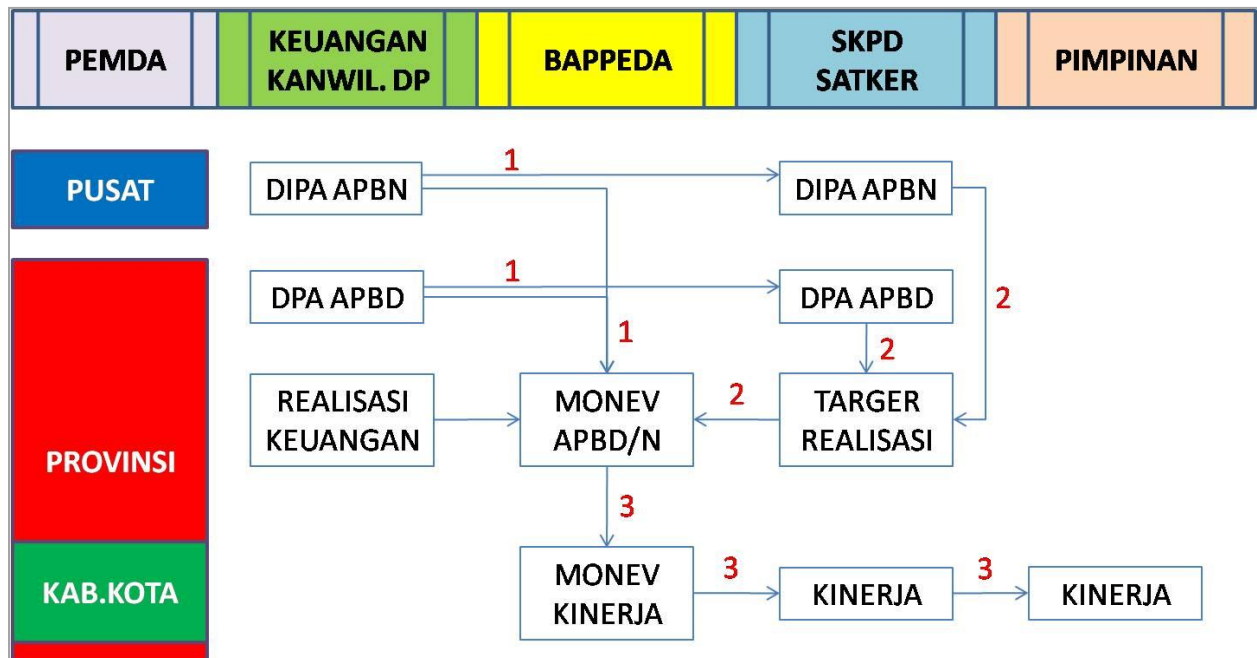 PEMDA
KEUANGAN
KANWIL. DP
BAPPEDA
SKPD
SATKER
PIMPINAN
PUSAT
DIPA APBN
1
DIPA APBN
DPA APBD
1
DPA APBD
2
1
2
REALISASI
KEUANGAN
MONEV
APBD/N
2
TARGER
REALISASI
PROVINSI
3
KAB.KOTA
MONEV
KINERJA
3
KINERJA
3
KINERJA